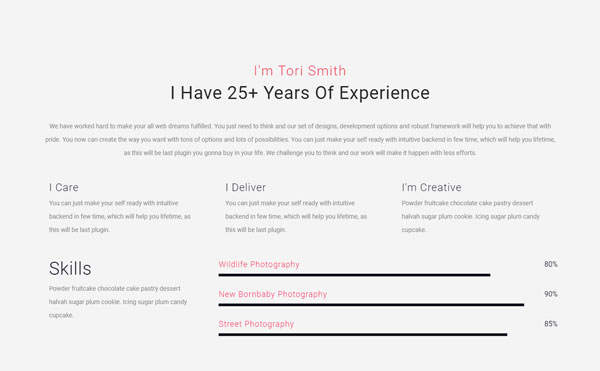 I'm Tori Smith
I Have 25+ Years Of Experience
We have worked hard to make your all web dreams fulfilled. You just need to think and our set of designs, development options and robust framework will help you to achieve that with
pride. You now can create the way you want with tons of options and lots of possibilities. You can just make your self ready with intuitive backend in few time, which will help you lifetime,
as this will be last plugin you gonna buy in your life. We challenge you to think and our work will make it happen with less efforts.
I Care
You can just make your self ready with intuitive
backend in few time, which will help you lifetime, as
this will be last plugin.
I Deliver
You can just make your self ready with intuitive
backend in few time, which will help you lifetime, as
this will be last plugin.
I'm Creative
Powder fruitcake chocolate cake pastry dessert
halvah sugar plum cookie. Icing sugar plum candy
cupcake.
Skills
Powder fruitcake chocolate cake pastry dessert
halvah sugar plum cookie. Icing sugar plum candy
cupcake.
Wildlife Photography 80%
New Bornbaby Photography 90%
Street Photography 85%